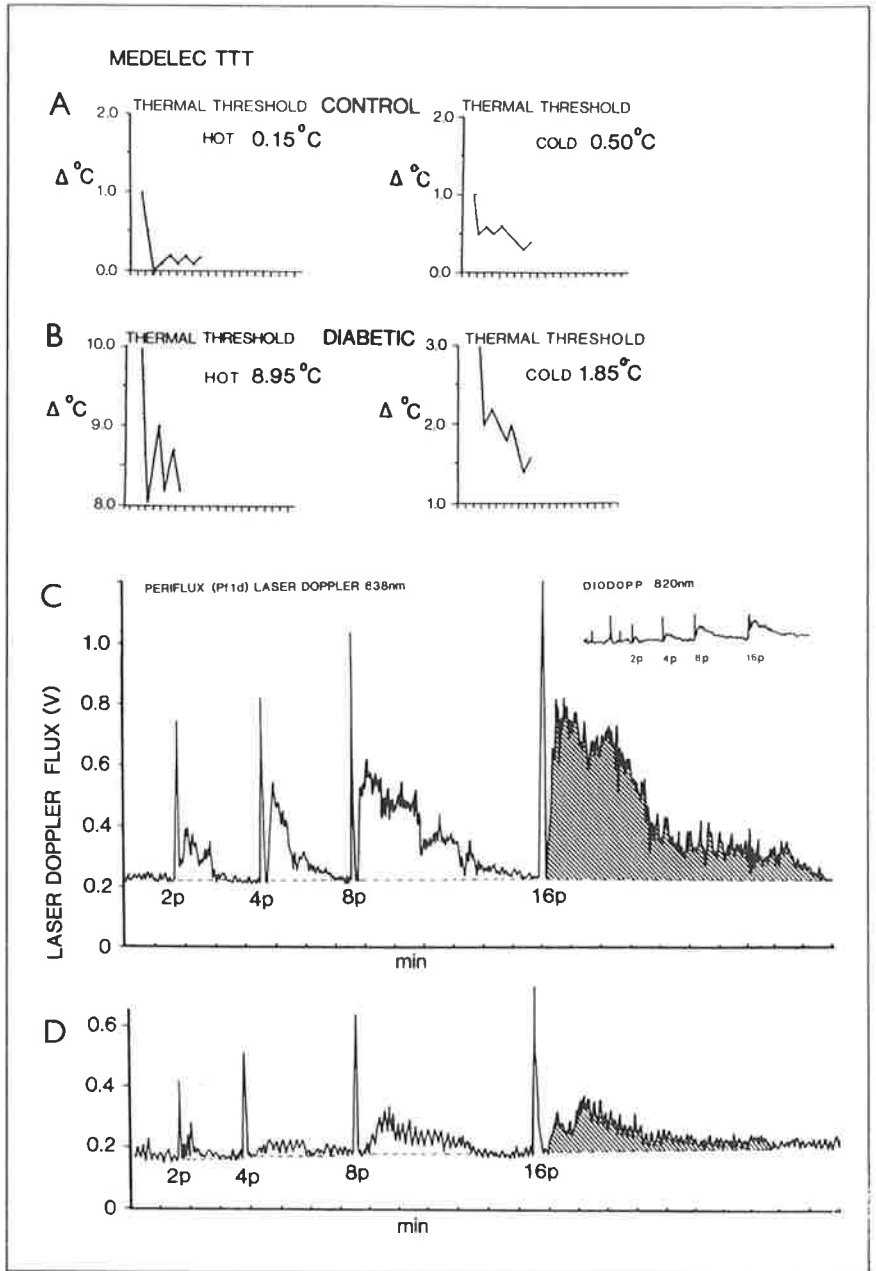 MEDELEC TTT
A
THERMAL THRESHOLD CONTROL THERMAL THRESHOLD
HOT 0.15°C
COLD 0.50°C
2.0
Δ °C
1.0
0.0
2.0
Δ °C
1.0
0.0
B
THERMAL THRESHOLD DIABETIC THERMAL THRESHOLD
HOT 8.95°C
COLD 1.85°C
10.0
Δ °C
9.0
8.0
3.0
Δ °C
2.0
1.0
C
PERIFLUX (Pf1d) LASER DOPPLER 638nm
DIODOPP 820nm
2p 4p 8p 16p
LASER DOPPLER FLUX (V)
1.0
0.8
0.6
0.4
0.2
0
2p 4p 8p 16p
min
D
0.6
0.4
0.2
0
2p 4p 8p 16p
min